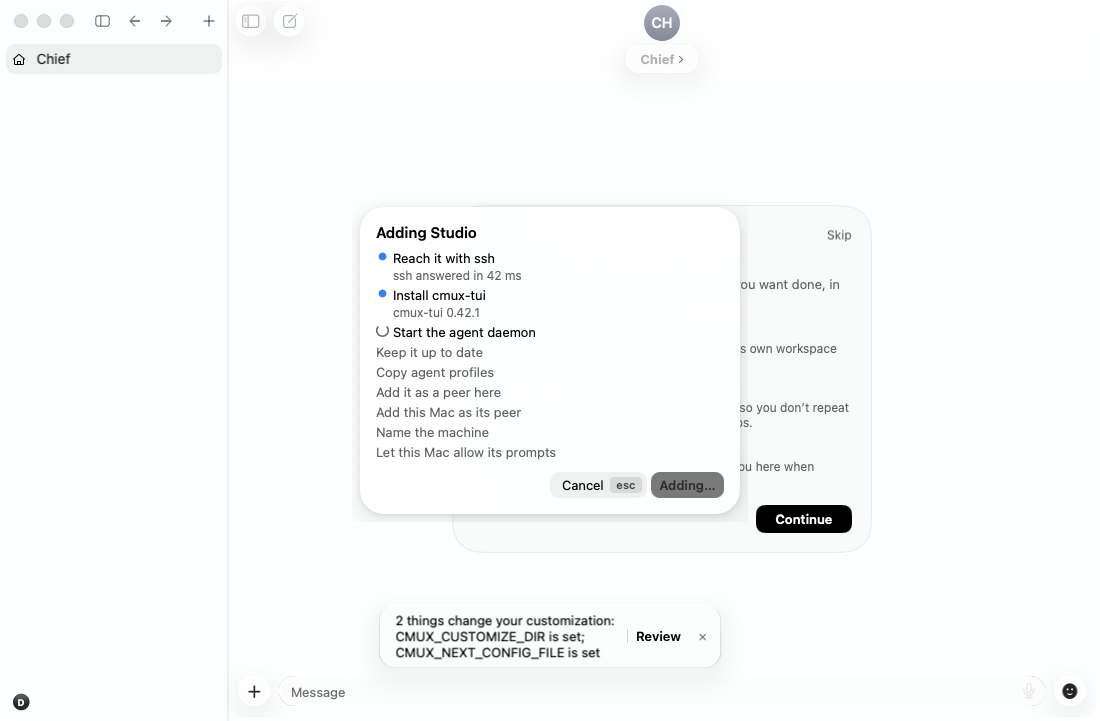 Chief
CH
Chief
Skip
Adding Studio
Reach it with ssh
ssh answered in 42 ms
Install cmux-tui
cmux-tui 0.42.1
Start the agent daemon
Keep it up to date
Copy agent profiles
Add it as a peer here
Add this Mac as its peer
Name the machine
Let this Mac allow its prompts
Cancel esc Adding...
ou want done, in
s own workspace
so you don’t repeat
os.
ou here when
Continue
2 things change your customization:
CMUX_CUSTOMIZE_DIR is set;
CMUX_NEXT_CONFIG_FILE is set
Review
Message
D